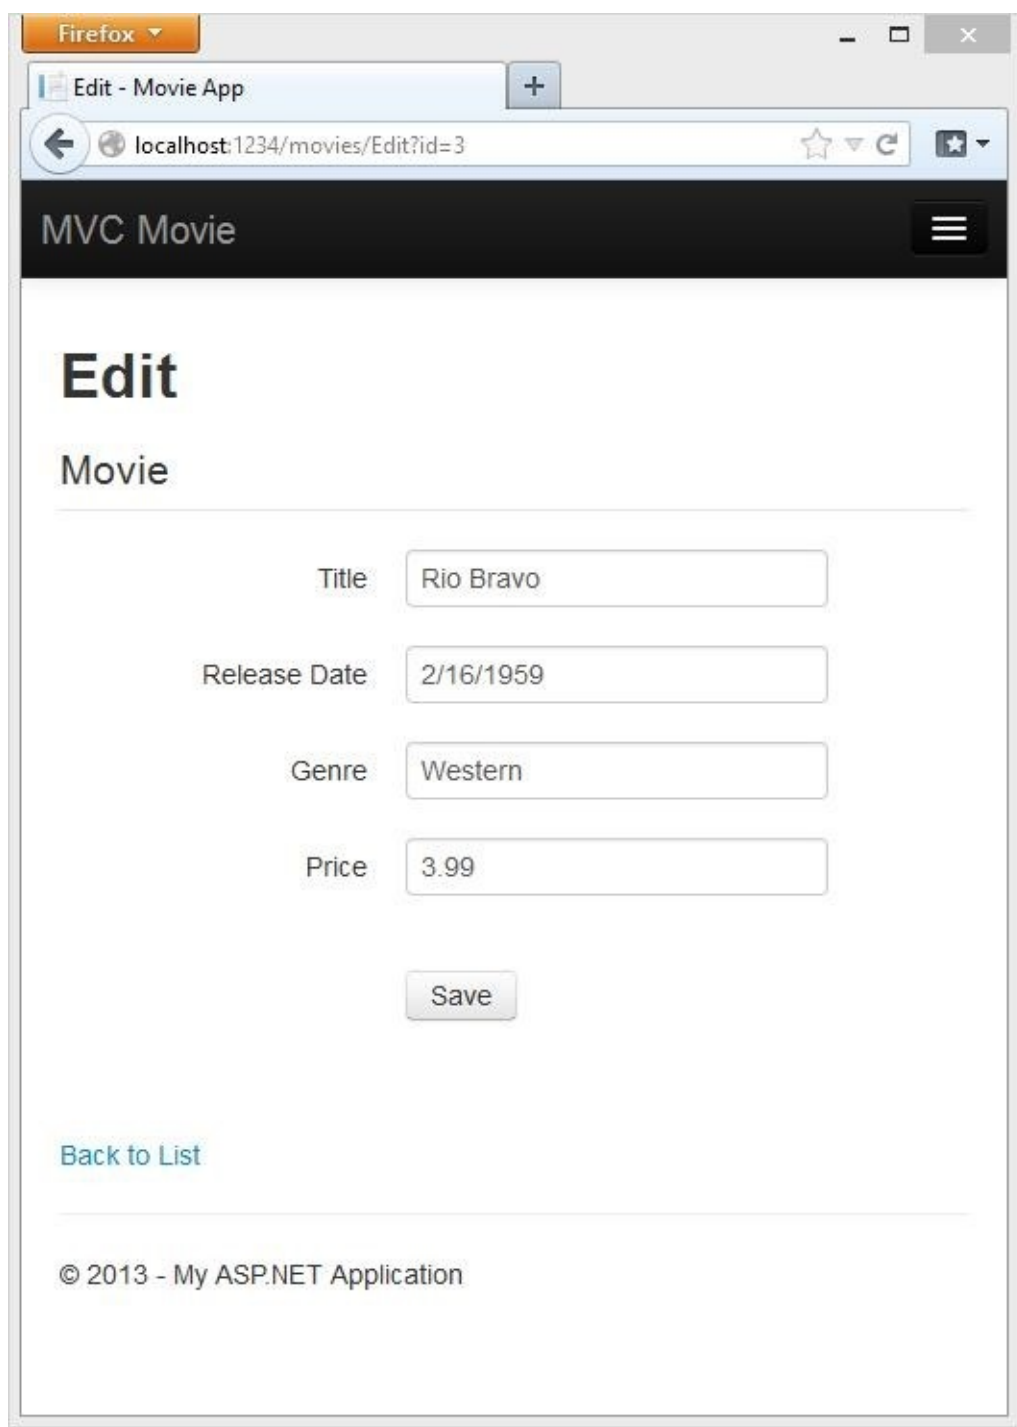 Firefox
Edit - Movie App
localhost:1234/movies/Edit?id=3
MVC Movie
Edit
Movie
Title Rio Bravo
Release Date 2/16/1959
Genre Western
Price 3.99
Save
Back to List
© 2013 - My ASP.NET Application